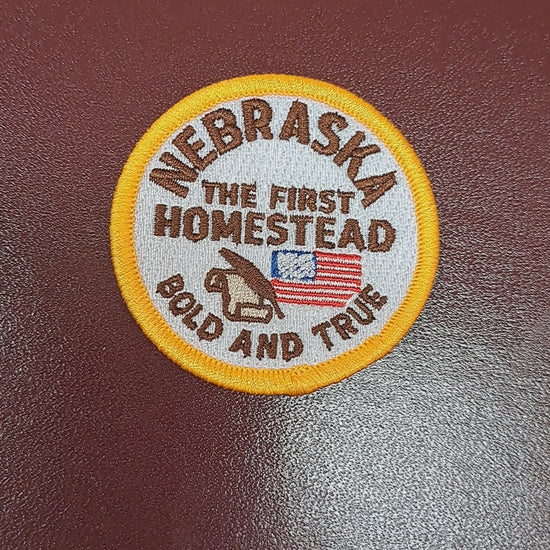 NEBRASKA
THE FIRST
HOMESTEAD
BOLD AND TRUE